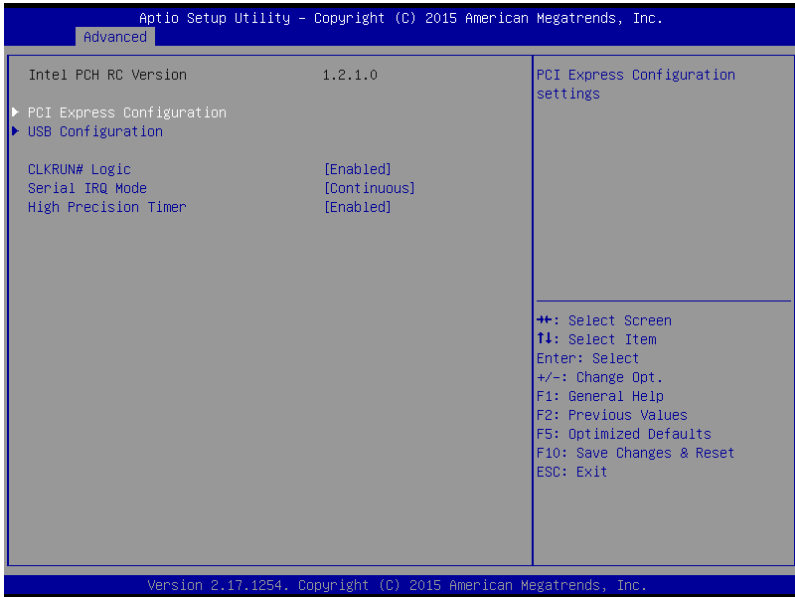 Aptio Setup Utility – Copyright (C) 2015 American Megatrends, Inc.
Advanced
Intel PCH RC Version 1.2.1.0
PCI Express Configuration
USB Configuration
CLKRUN# Logic [Enabled]
Serial IRQ Mode [Continuous]
High Precision Timer [Enabled]
PCI Express Configuration
settings
→←: Select Screen
↑↓: Select Item
Enter: Select
+/-: Change Opt.
F1: General Help
F2: Previous Values
F5: Optimized Defaults
F10: Save Changes & Reset
ESC: Exit
Version 2.17.1254. Copyright (C) 2015 American Megatrends, Inc.